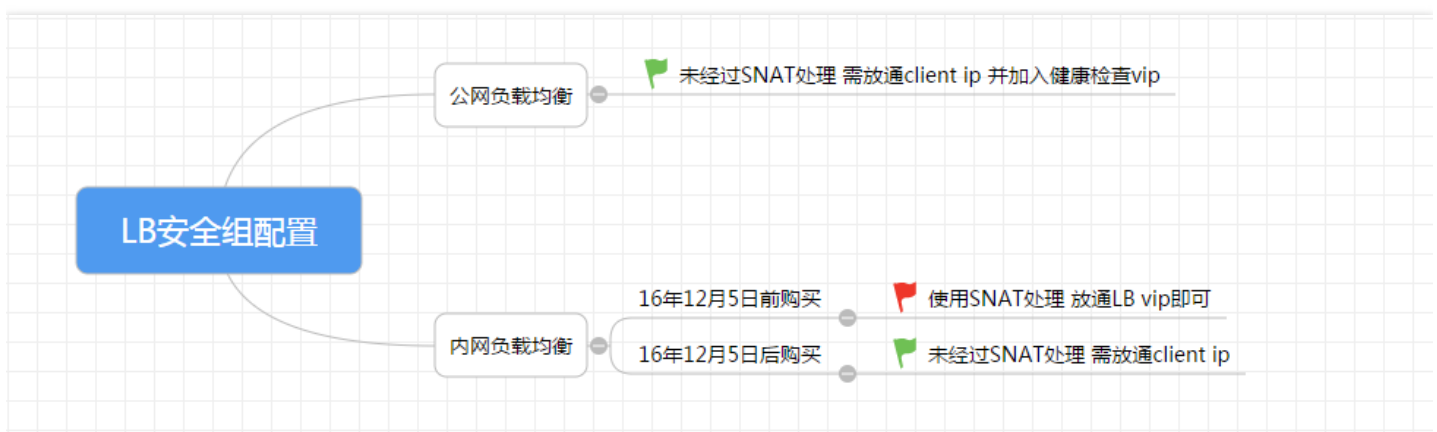 公网负载均衡
未经过SNAT处理 需放通client ip 并加入健康检查vip
LB安全组配置
内网负载均衡
16年12月5日前购买
使用SNAT处理 放通LB vip即可
16年12月5日后购买
未经过SNAT处理 需放通client ip